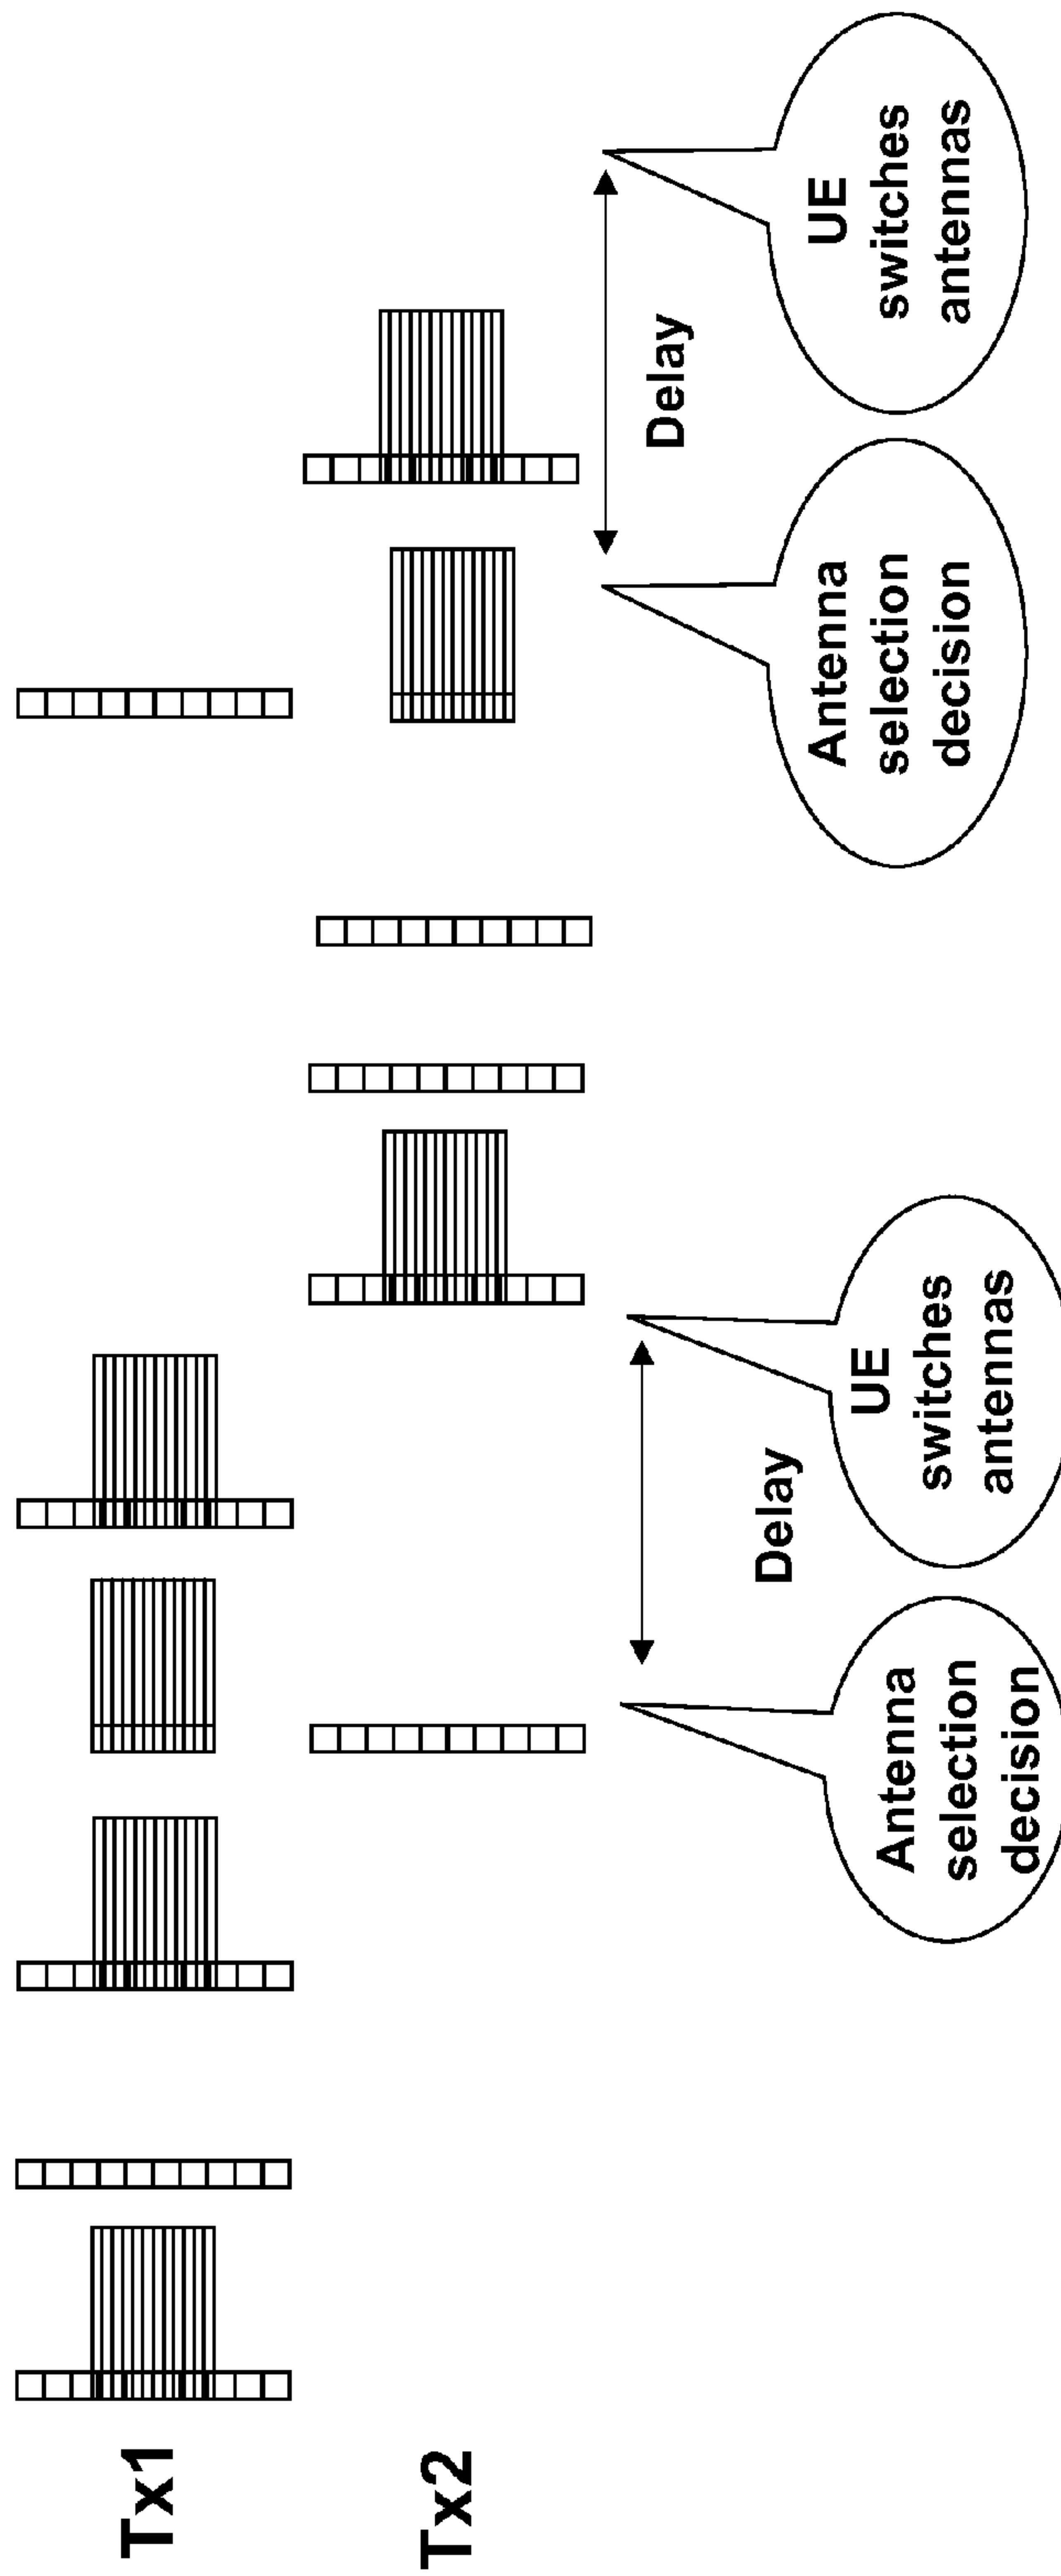 Tx1
Tx2
Antenna
selection
decision
Delay
UE
switches
antennas
Antenna
selection
decision
Delay
UE
switches
antennas